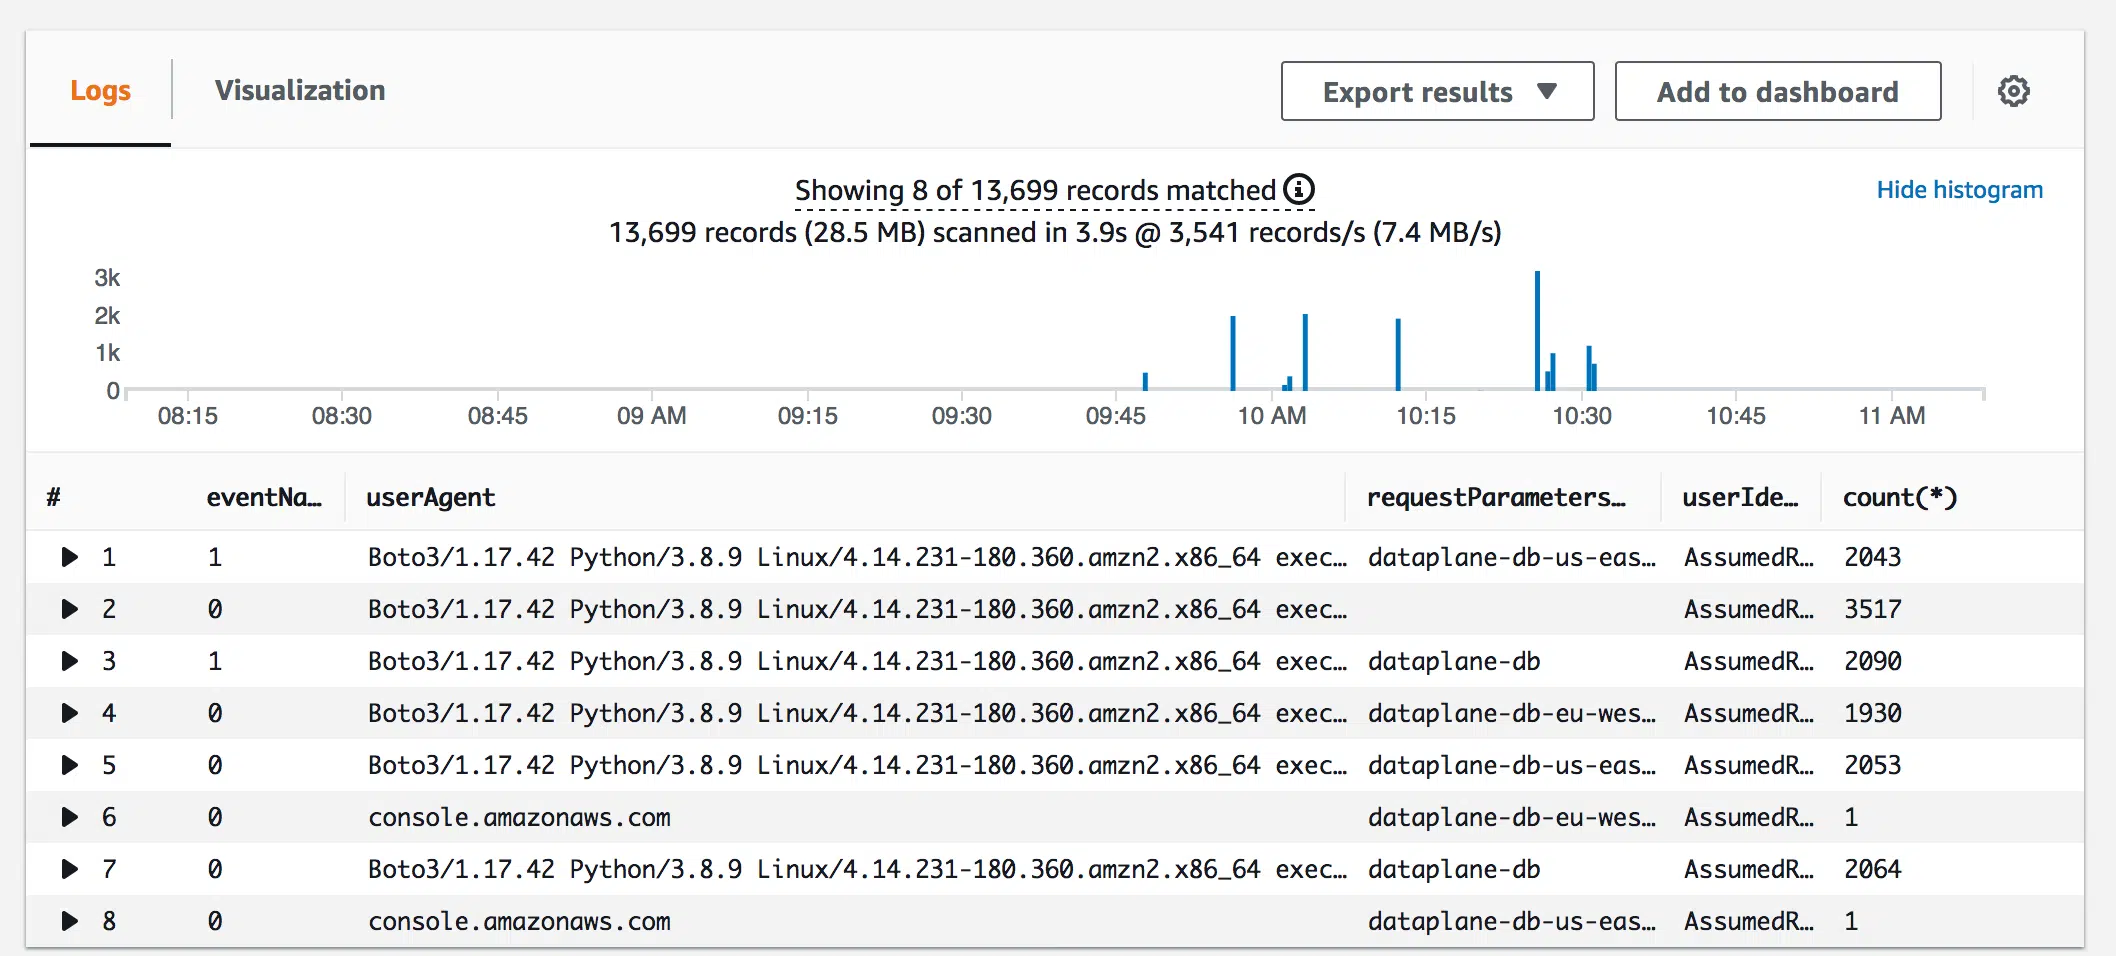 Logs Visualization Export results Add to dashboard
Showing 8 of 13,699 records matched
Hide histogram
13,699 records (28.5 MB) scanned in 3.9s @ 3,541 records/s (7.4 MB/s)
3k
2k
1k
0
08:15 08:30 08:45 09 AM 09:15 09:30 09:45 10 AM 10:15 10:30 10:45 11 AM
# eventNa… userAgent requestParameters… userIde… count(*)
1 1 Boto3/1.17.42 Python/3.8.9 Linux/4.14.231-180.360.amzn2.x86_64 exec… dataplane-db-us-eas… AssumedR… 2043
2 0 Boto3/1.17.42 Python/3.8.9 Linux/4.14.231-180.360.amzn2.x86_64 exec… AssumedR… 3517
3 1 Boto3/1.17.42 Python/3.8.9 Linux/4.14.231-180.360.amzn2.x86_64 exec… dataplane-db AssumedR… 2090
4 0 Boto3/1.17.42 Python/3.8.9 Linux/4.14.231-180.360.amzn2.x86_64 exec… dataplane-db-eu-wes… AssumedR… 1930
5 0 Boto3/1.17.42 Python/3.8.9 Linux/4.14.231-180.360.amzn2.x86_64 exec… dataplane-db-us-eas… AssumedR… 2053
6 0 console.amazonaws.com dataplane-db-eu-wes… AssumedR… 1
7 0 Boto3/1.17.42 Python/3.8.9 Linux/4.14.231-180.360.amzn2.x86_64 exec… dataplane-db AssumedR… 2064
8 0 console.amazonaws.com dataplane-db-us-eas… AssumedR… 1